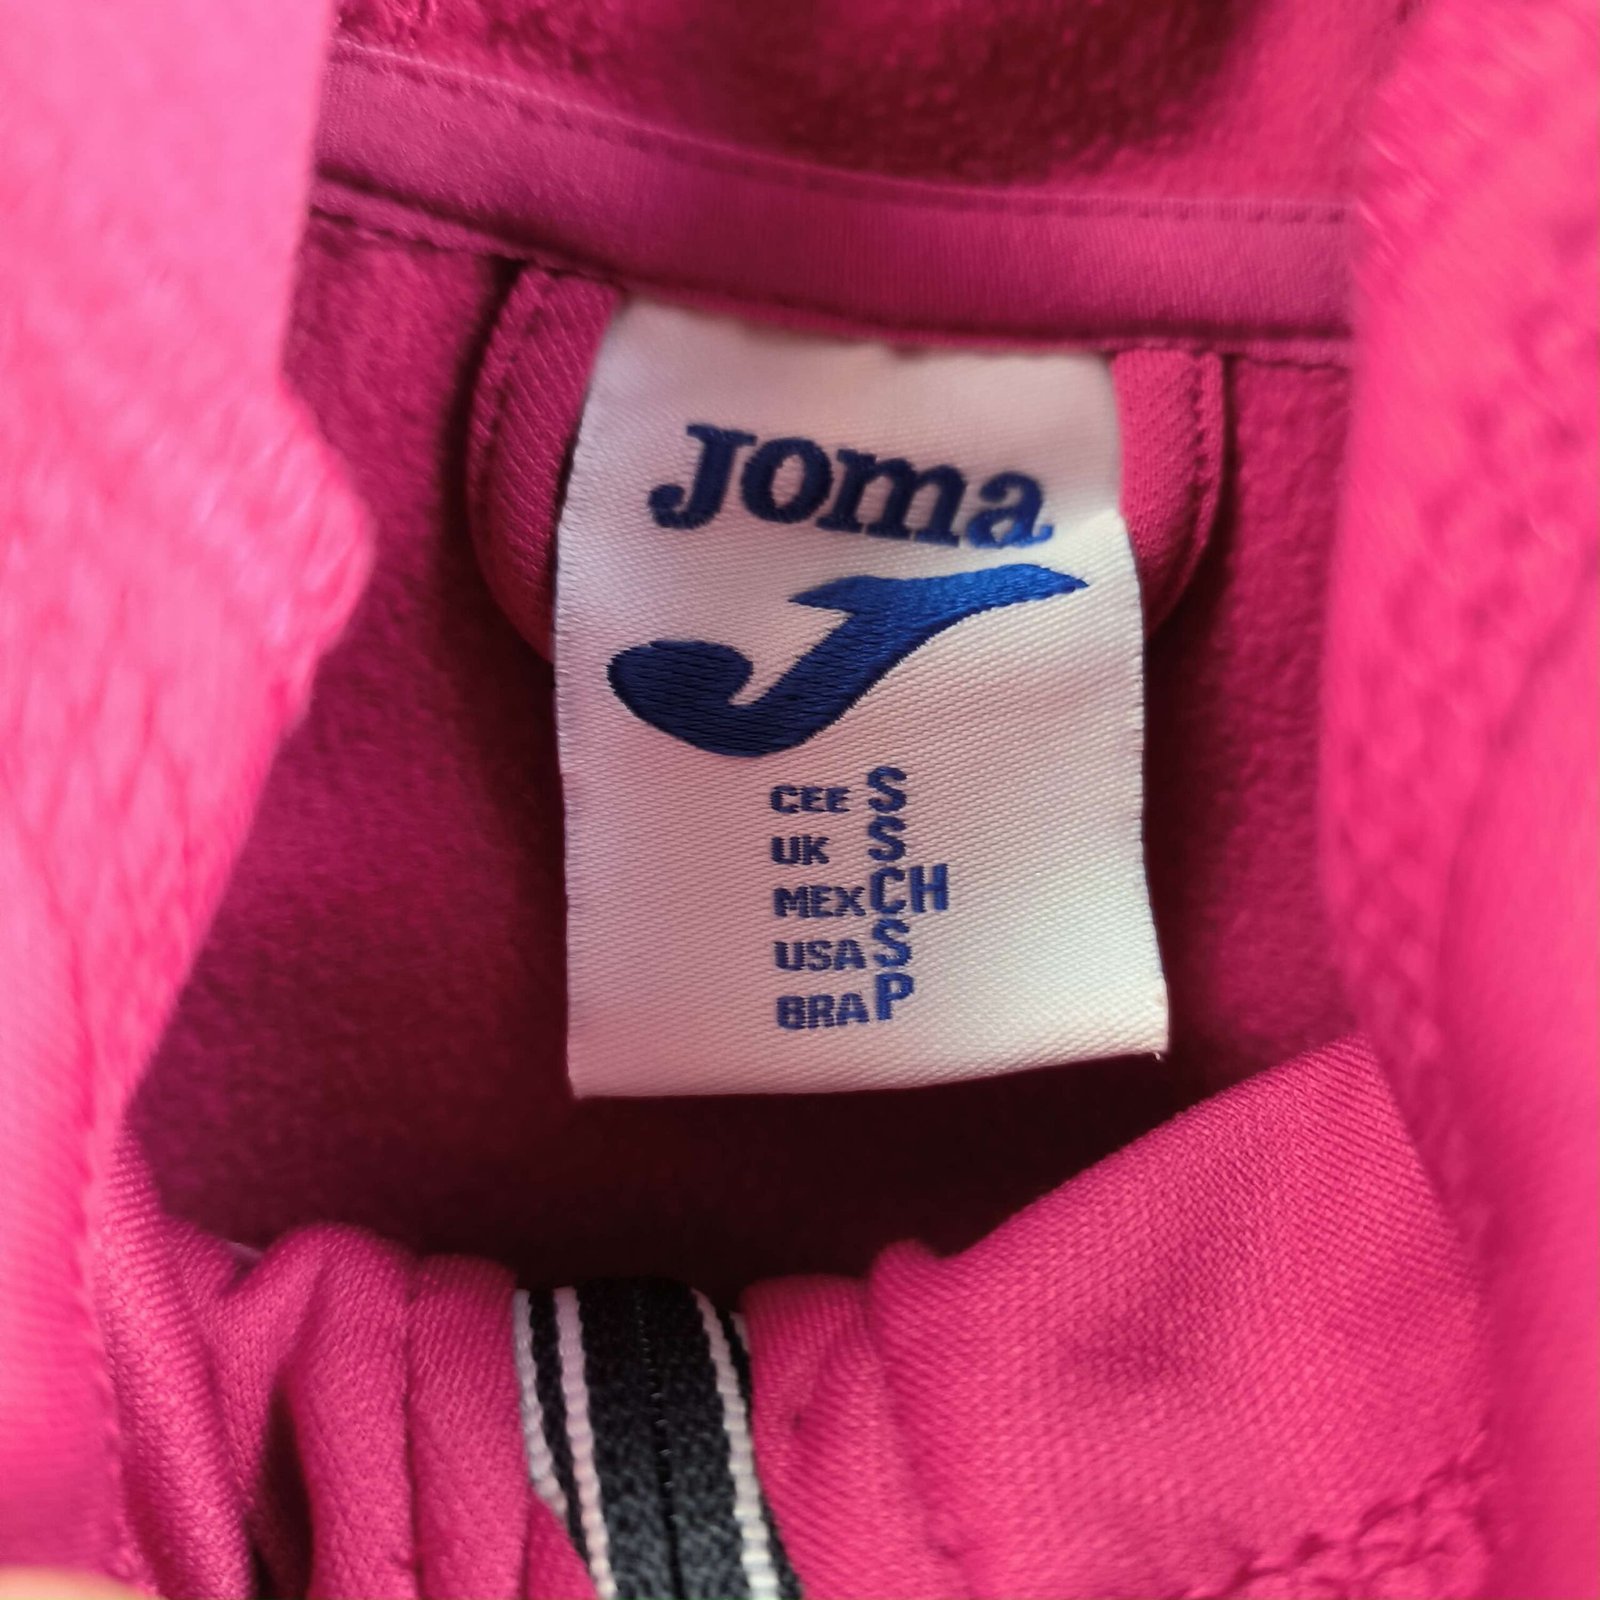 Joma
CEE S
UK S
MEX CH
USA S
BRA P